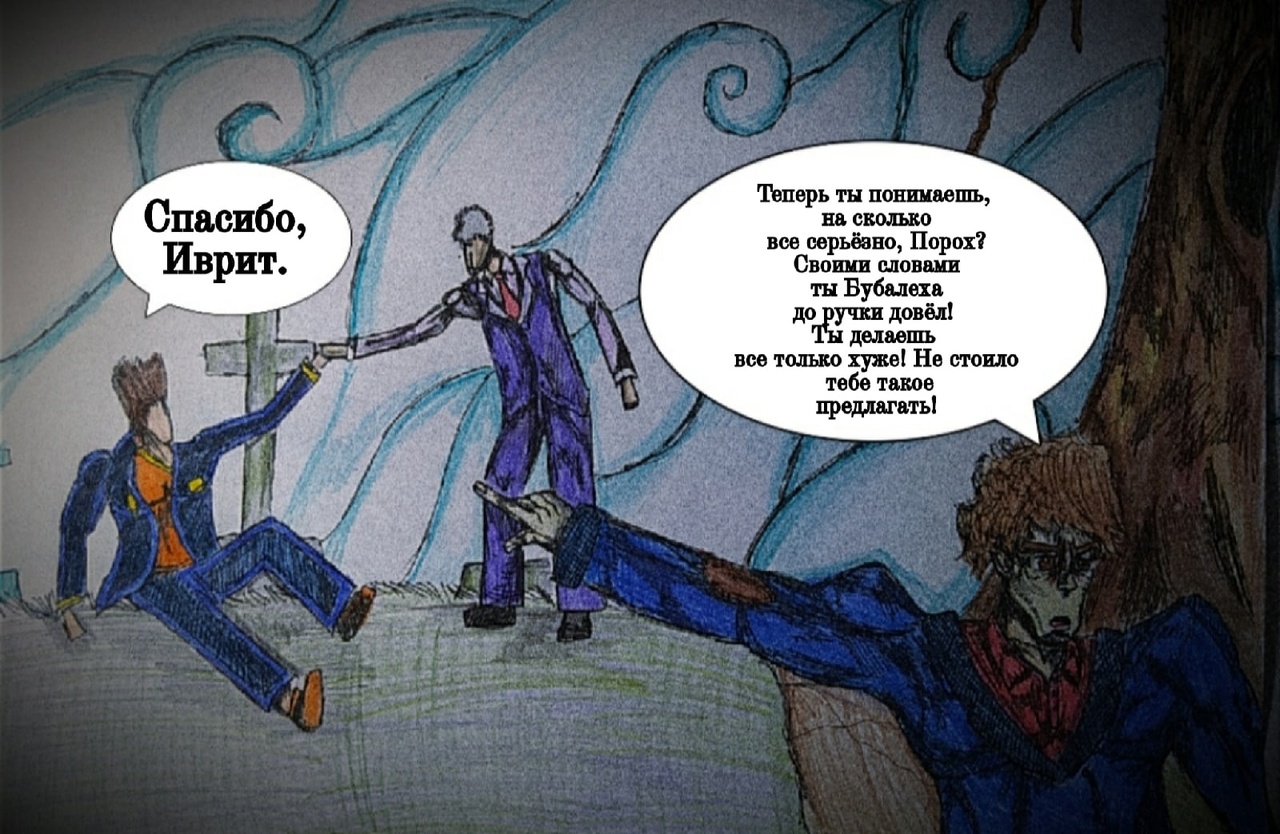 Спасибо,
Иврит.
Теперь ты понимаешь,
на сколько
все серьёзно, Порох?
Своими словами
ты Бубалеха
до ручки довёл!
Ты делаешь
все только хуже! Не стоило
тебе такое
предлагать!